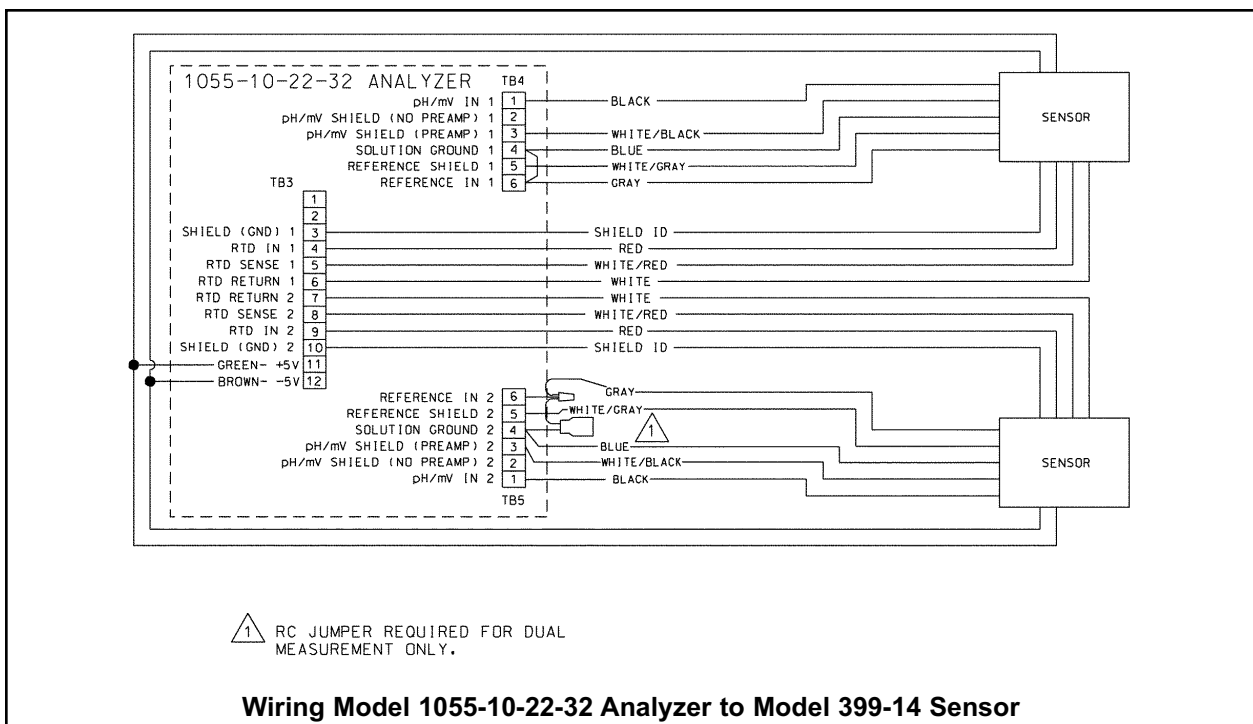 1055-10-22-32 ANALYZER TB4
pH/mV IN 1 1 BLACK
pH/mV SHIELD (NO PREAMP) 1 2
pH/mV SHIELD (PREAMP) 1 3 WHITE/BLACK
SOLUTION GROUND 1 4 BLUE
REFERENCE SHIELD 1 5 WHITE/GRAY
REFERENCE IN 1 6 GRAY
SENSOR
TB3
1
2
SHIELD (GND) 1 3 SHIELD ID
RTD IN 1 4 RED
RTD SENSE 1 5 WHITE/RED
RTD RETURN 1 6 WHITE
RTD RETURN 2 7 WHITE
RTD SENSE 2 8 WHITE/RED
RTD IN 2 9 RED
SHIELD (GND) 2 10 SHIELD ID
GREEN- +5V 11
BROWN- -5V 12
REFERENCE IN 2 6 GRAY
REFERENCE SHIELD 2 5 WHITE/GRAY
SOLUTION GROUND 2 4 1
pH/mV SHIELD (PREAMP) 2 3 BLUE
pH/mV SHIELD (NO PREAMP) 2 2 WHITE/BLACK
pH/mV IN 2 1 BLACK
TB5
SENSOR
1 RC JUMPER REQUIRED FOR DUAL
MEASUREMENT ONLY.
Wiring Model 1055-10-22-32 Analyzer to Model 399-14 Sensor